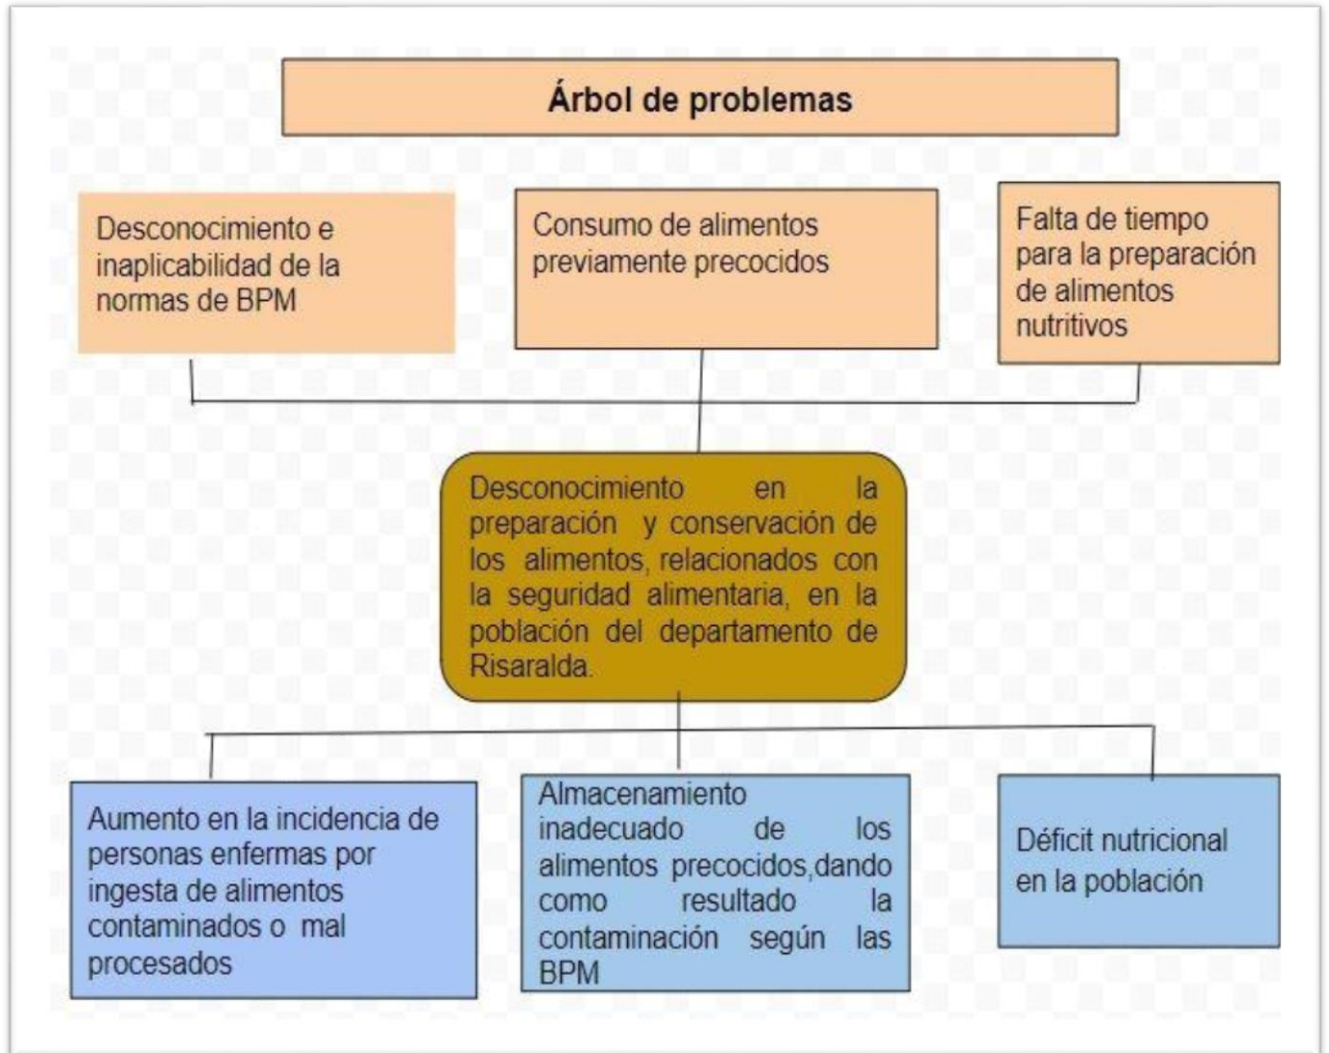 Árbol de problemas
Desconocimiento e
inaplicabilidad de la
normas de BPM
Consumo de alimentos
previamente precocidos
Falta de tiempo
para la preparación
de alimentos
nutritivos
Desconocimiento en la
preparación y conservación de
los alimentos, relacionados con
la seguridad alimentaria, en la
población del departamento de
Risaralda.
Aumento en la incidencia de
personas enfermas por
ingesta de alimentos
contaminados o mal
procesados
Almacenamiento
inadecuado de los
alimentos precocidos,dando
como resultado la
contaminación según las
BPM
Déficit nutricional
en la población